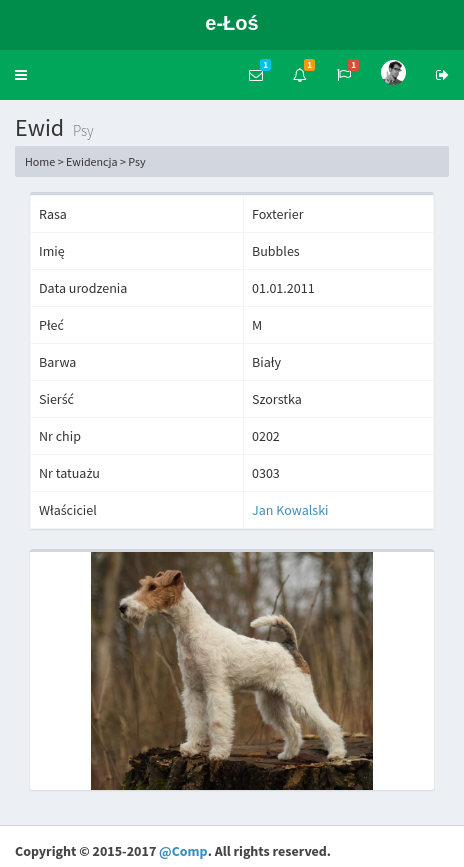 e-Łoś
1 1 1
Ewid Psy
Home > Ewidencja > Psy
Rasa Foxterier
Imię Bubbles
Data urodzenia 01.01.2011
Płeć M
Barwa Biały
Sierść Szorstka
Nr chip 0202
Nr tatuażu 0303
Właściciel Jan Kowalski
Copyright © 2015-2017 @Comp. All rights reserved.